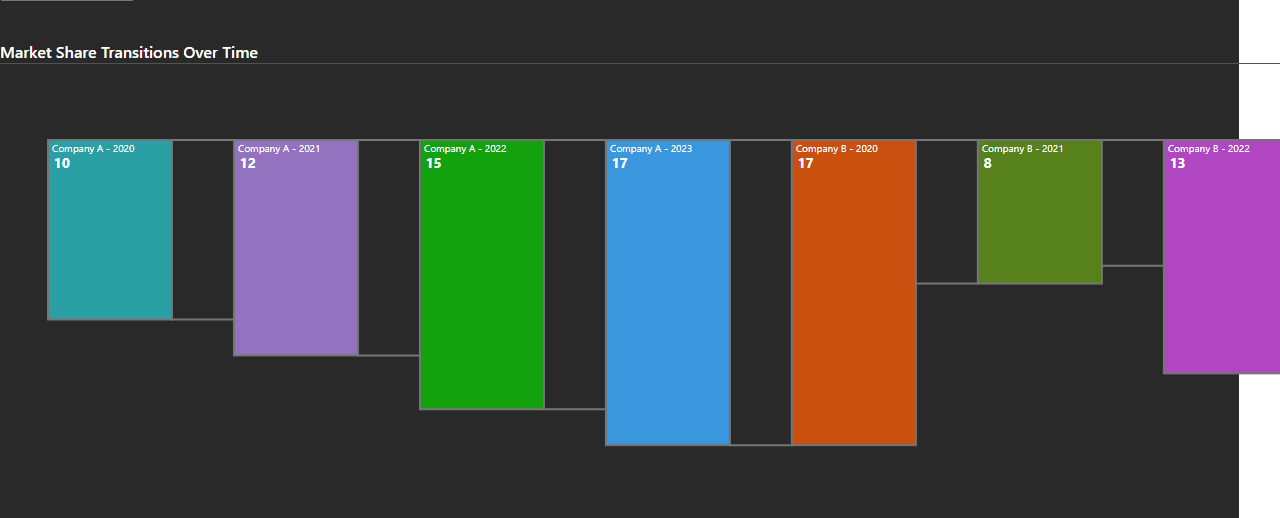 Market Share Transitions Over Time
Company A - 2020
10
Company A - 2021
12
Company A - 2022
15
Company A - 2023
17
Company B - 2020
17
Company B - 2021
8
Company B - 2022
13